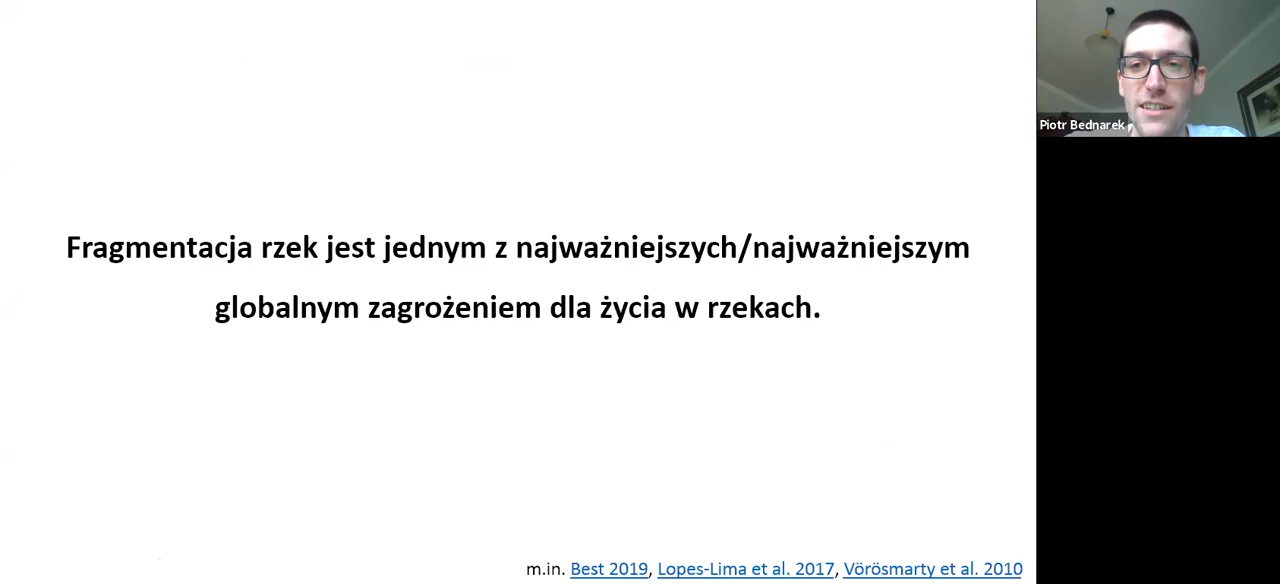 Fragmentacja rzek jest jednym z najważniejszych/najważniejszym
globalnym zagrożeniem dla życia w rzekach.
m.in. Best 2019, Lopes-Lima et al. 2017, Vörösmarty et al. 2010
Piotr Bednarek